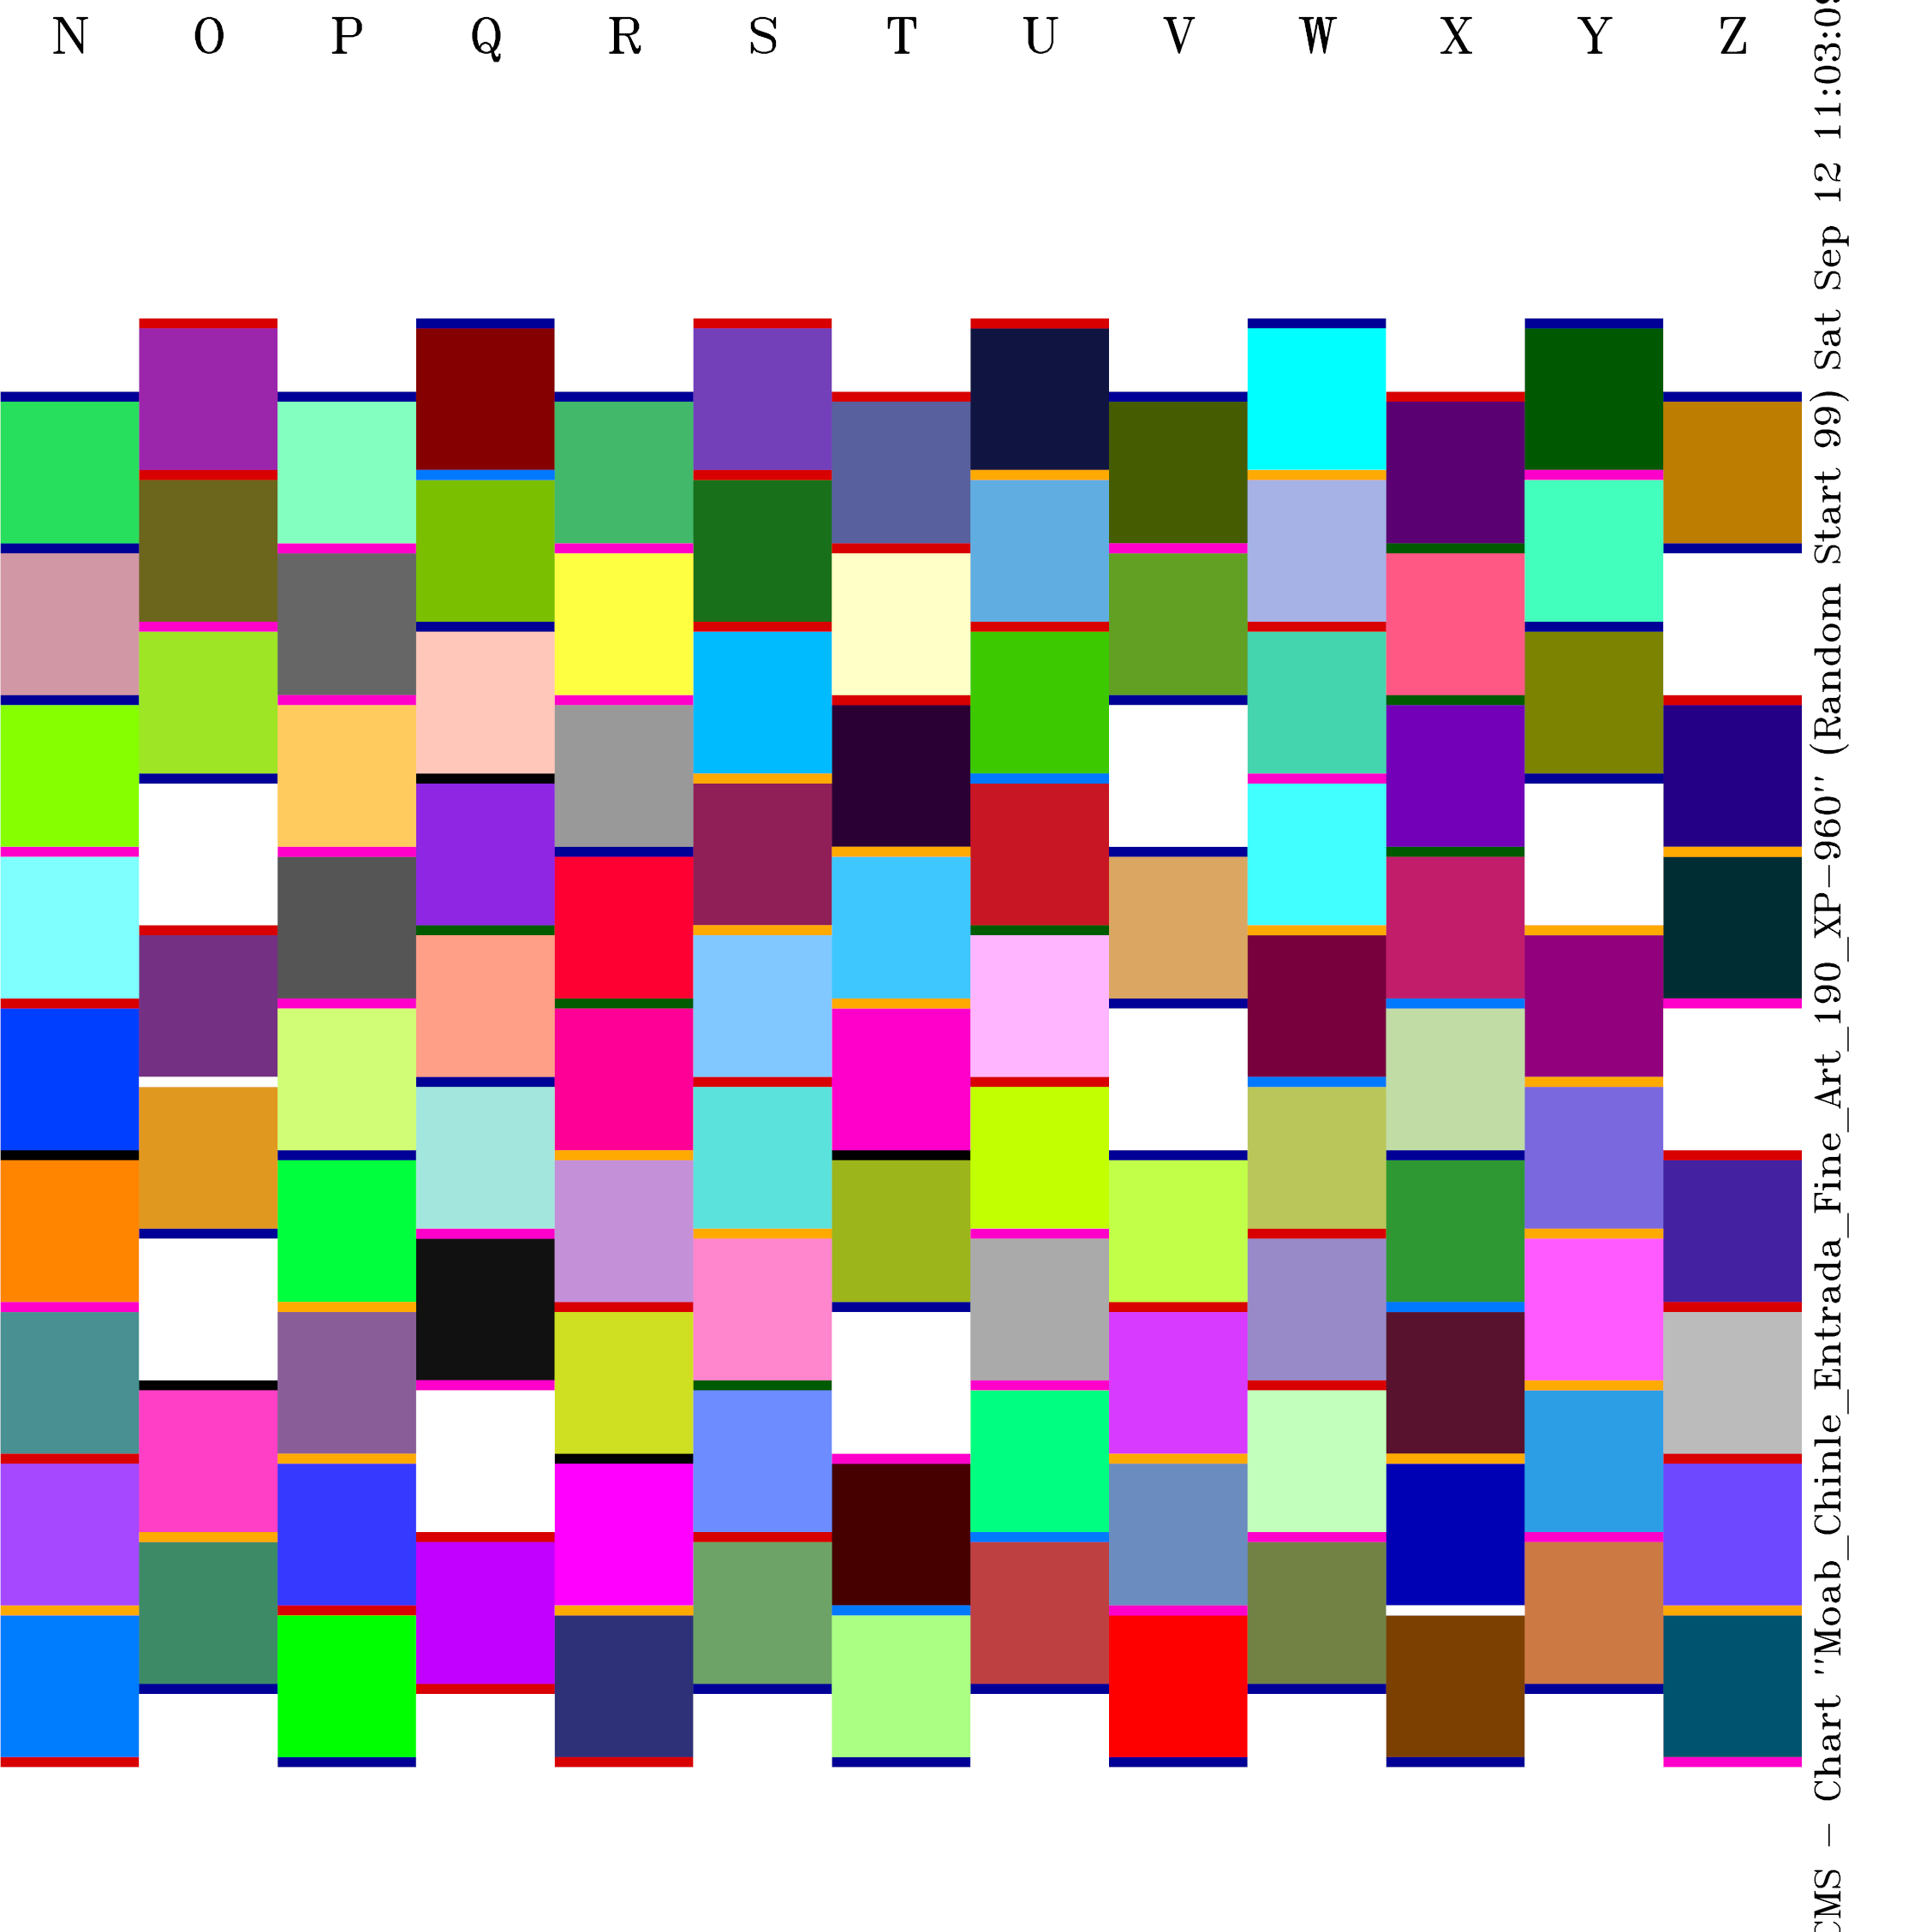 N O P Q R S T U V W X Y Z
CMS - Chart "Moab_Chinle_Entrada_Fine_Art_190_XP-960" (Random Start 99) Sat Sep 12 11:03:09